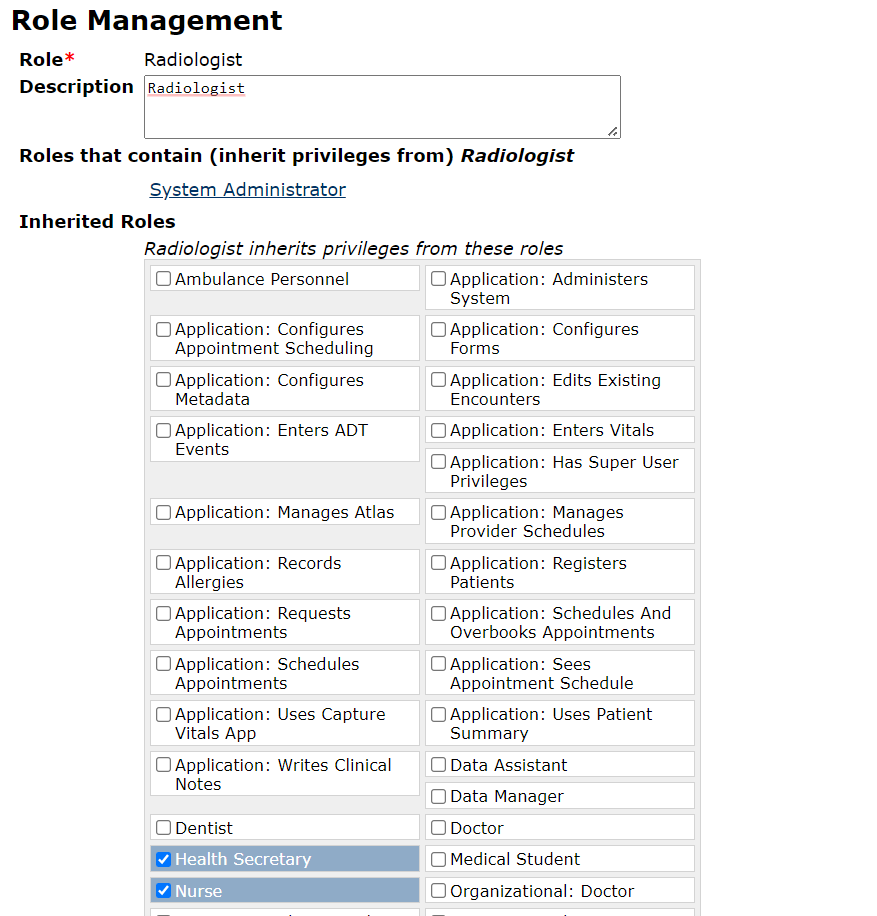 Role Management
Role* Radiologist
Description Radiologist
Roles that contain (inherit privileges from) Radiologist
System Administrator
Inherited Roles
Radiologist inherits privileges from these roles
Ambulance Personnel
Application: Administers
System
Application: Configures
Appointment Scheduling
Application: Configures
Forms
Application: Configures
Metadata
Application: Edits Existing
Encounters
Application: Enters ADT
Events
Application: Enters Vitals
Application: Has Super User
Privileges
Application: Manages Atlas
Application: Manages
Provider Schedules
Application: Records
Allergies
Application: Registers
Patients
Application: Requests
Appointments
Application: Schedules And
Overbooks Appointments
Application: Schedules
Appointments
Application: Sees
Appointment Schedule
Application: Uses Capture
Vitals App
Application: Uses Patient
Summary
Application: Writes Clinical
Notes
Data Assistant
Data Manager
Dentist
Doctor
Health Secretary
Medical Student
Nurse
Organizational: Doctor